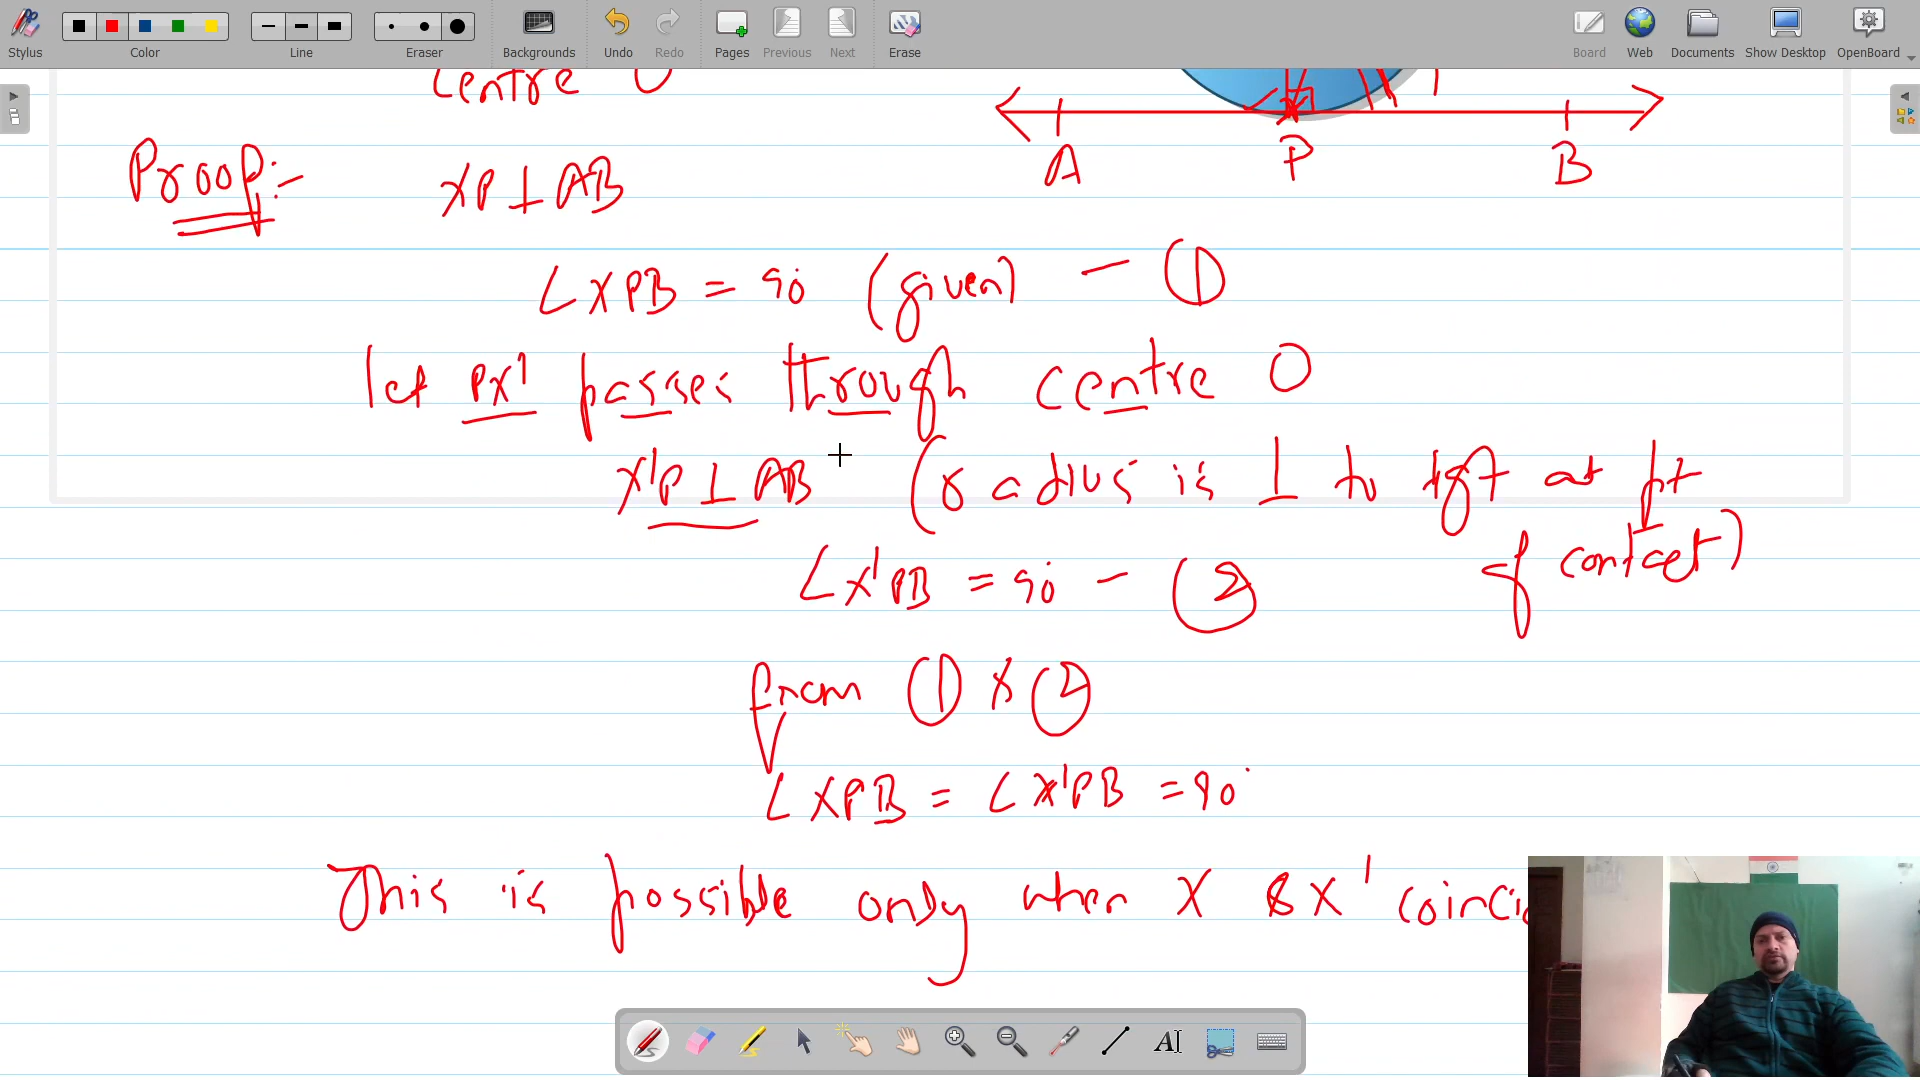 Stylus Color Line Eraser Backgrounds Undo Redo Pages Previous Next Erase Board Web Documents Show Desktop OpenBoard
Centre O
A P B
Proof:- XP ⊥ AB
∠XPB = 90° (given) - ①
let PX' passes through centre O
X'P ⊥ AB (radius is ⊥ to tgt at pt
of contact)
∠X'PB = 90° - ②
from ① & ②
∠XPB = ∠X'PB = 90°
This is possible only when X & X'